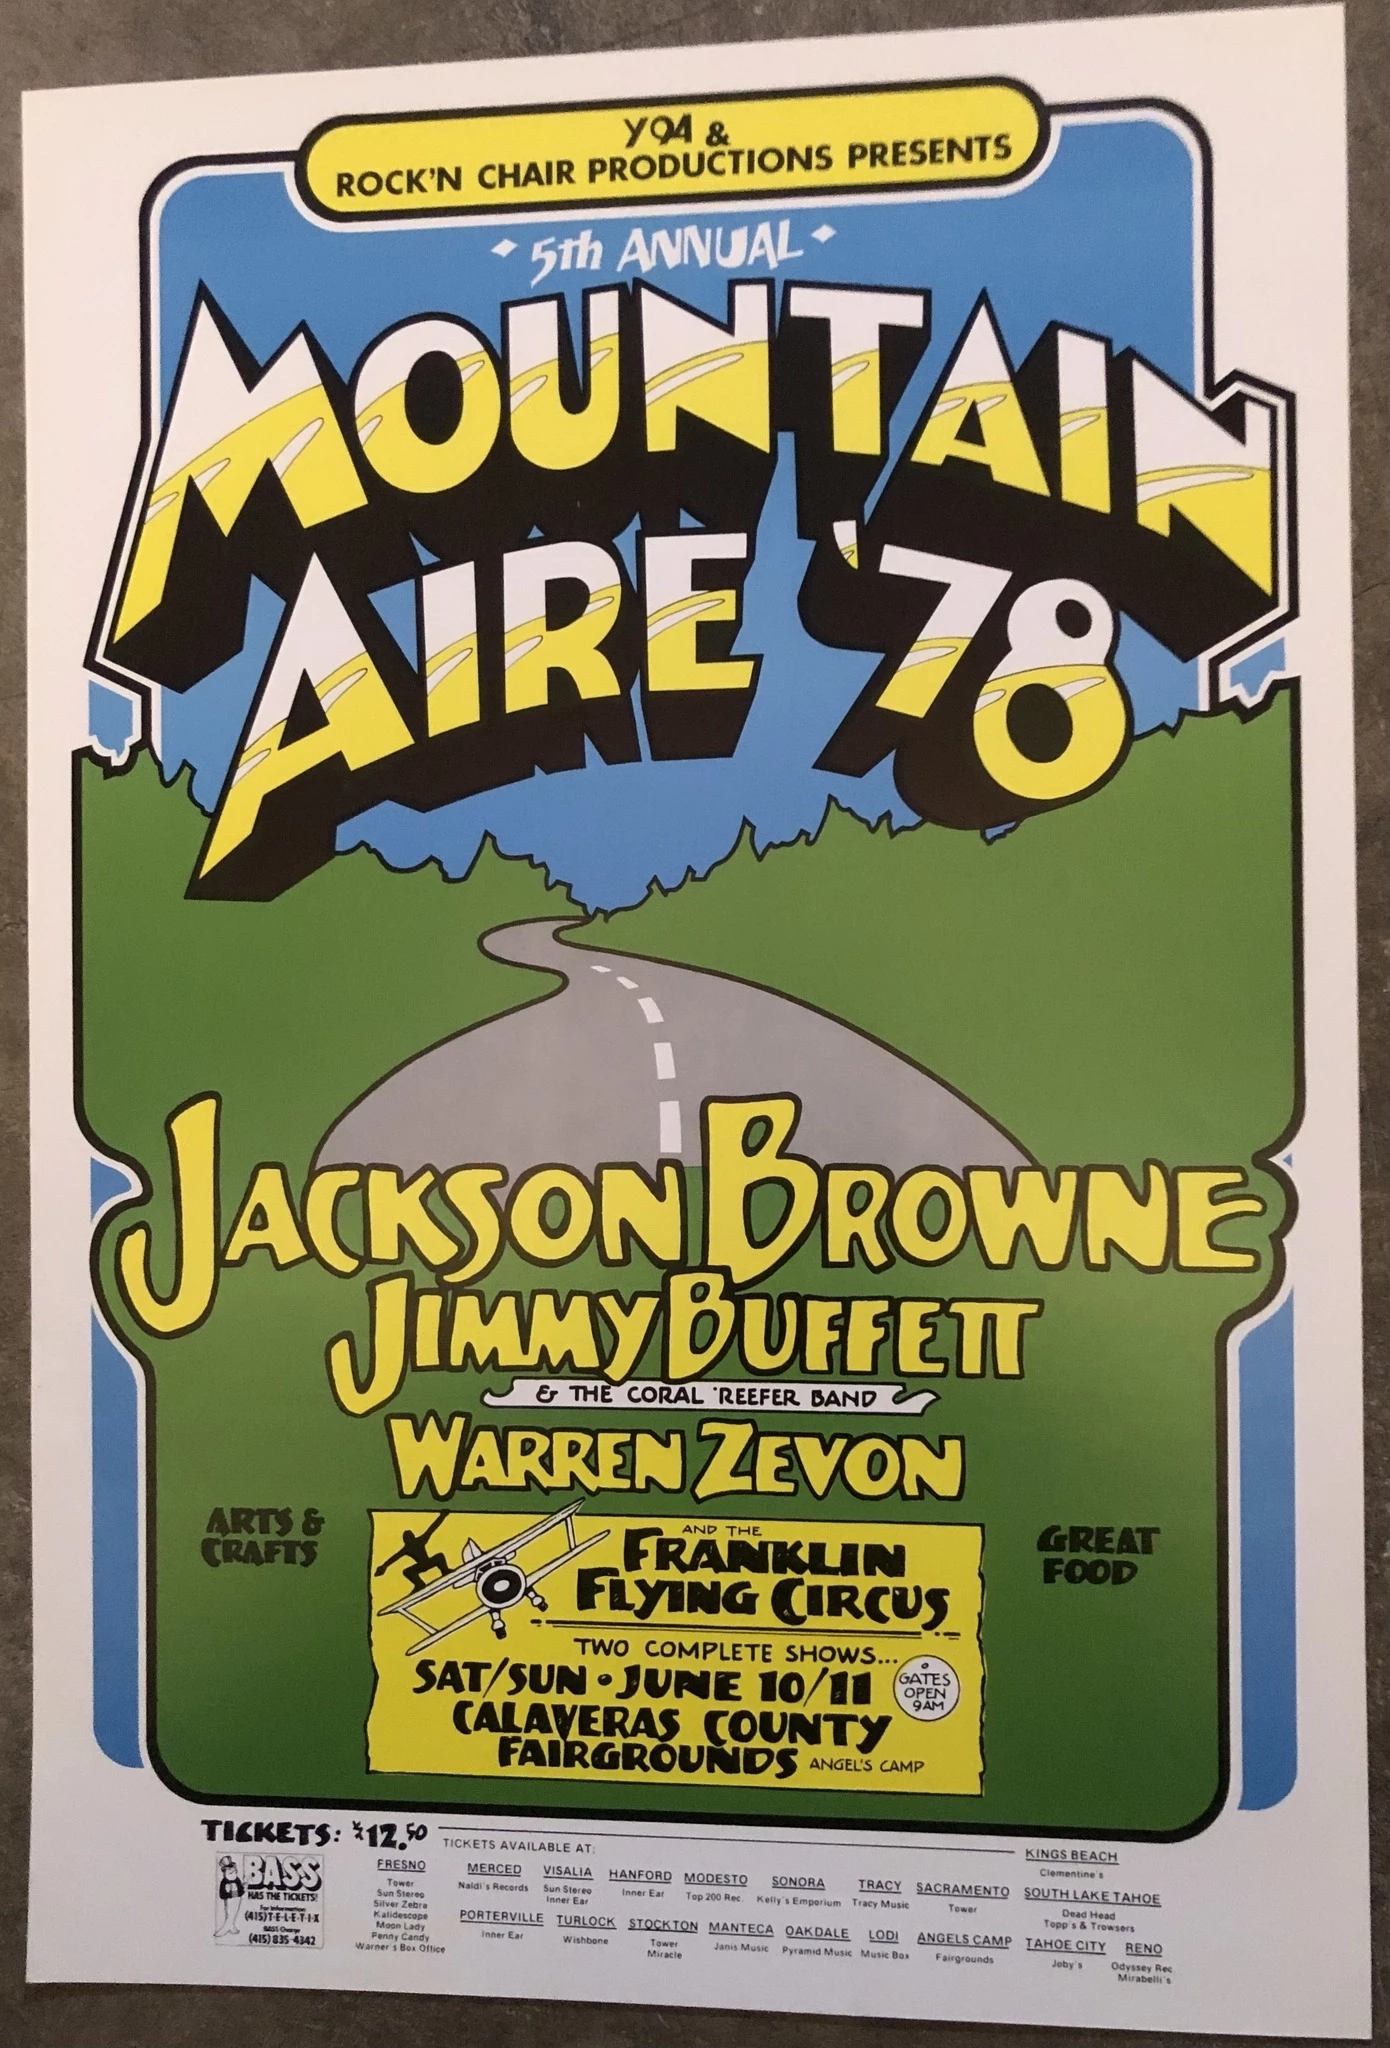 Y94 &
ROCK'N CHAIR PRODUCTIONS PRESENTS
5th ANNUAL
MOUNTAIN
AIRE '78
JACKSON BROWNE
JIMMY BUFFETT
& THE CORAL REEFER BAND
WARREN ZEVON
ARTS &
CRAFTS
GREAT
FOOD
AND THE
FRANKLIN
FLYING CIRCUS
TWO COMPLETE SHOWS...
SAT/SUN • JUNE 10/11
GATES
OPEN
9AM
CALAVERAS COUNTY
FAIRGROUNDS ANGEL'S CAMP
TICKETS: 12.50
TICKETS AVAILABLE AT:
BASS
HAS THE TICKETS!
For Information
(415)T-E-L-E-T-I-X
BASS Charge
(415) 835-4342
FRESNO
Tower
Sun Stereo
Silver Zebra
Kalidescope
Moon Lady
Penny Candy
Warner's Box Office
MERCED
Naldi's Records
VISALIA
Sun Stereo
Inner Ear
HANFORD
Inner Ear
MODESTO
Top 200 Rec.
SONORA
Kelly's Emporium
TRACY
Tracy Music
SACRAMENTO
Tower
KINGS BEACH
Clementine's
SOUTH LAKE TAHOE
Dead Head
Topp's & Trowsers
PORTERVILLE
Inner Ear
TURLOCK
Wishbone
STOCKTON
Tower
Miracle
MANTECA
Janis Music
OAKDALE
Pyramid Music
LODI
Music Box
ANGELS CAMP
Fairgrounds
TAHOE CITY
Joby's
RENO
Odyssey Rec.
Mirabelli's